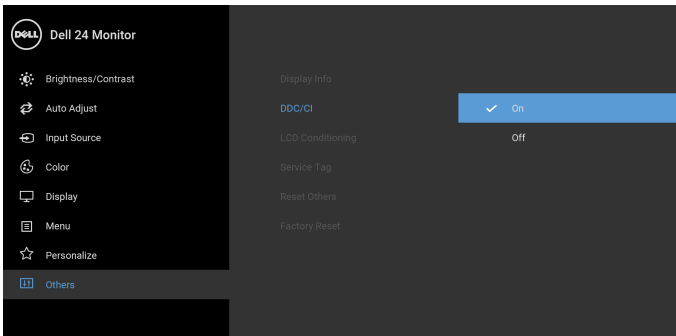 DELL Dell 24 Monitor
Brightness/Contrast
Auto Adjust
Input Source
Color
Display
Menu
Personalize
Others
Display Info
DDC/CI
LCD Conditioning
Service Tag
Reset Others
Factory Reset
On
Off